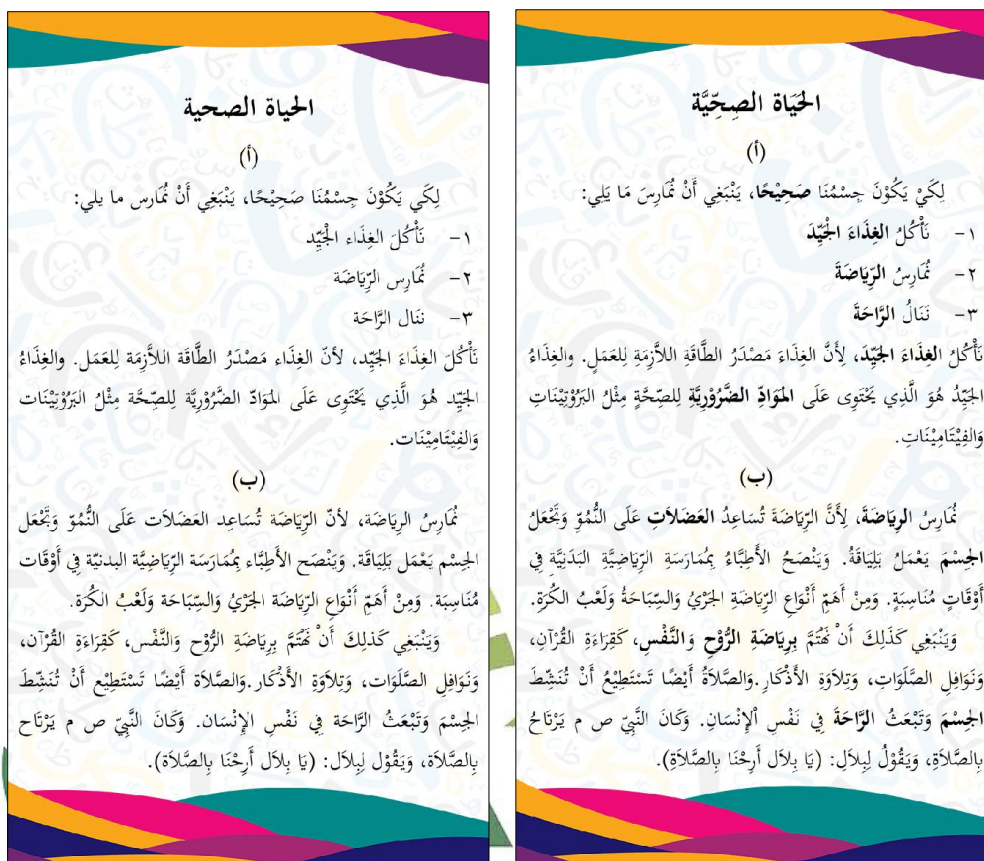 الحَيَاة الصِحِّيَّة
(أ)
لِكَيْ يَكُوْنَ جِسْمُنَا صَحِيْحًا، يَنْبَغِي أَنْ نُمَارِسَ مَا يَلِي:
١- نَأْكُلُ الغِذَاءَ الجَيِّدَ
٢- نُمَارِسُ الرِّيَاضَةَ
٣- نَنَالُ الرَّاحَةَ
نَأْكُلُ الغِذَاءَ الجَيِّدَ، لِأَنَّ الغِذَاءَ مَصْدَرُ الطَّاقَةِ اللاَّزِمَةِ لِلعَمَلِ. والغِذَاءُ
الجَيِّدُ هُوَ الَّذِي يَحْتَوِى عَلَى المَوَادِّ الضَّرُوْرِيَّةِ لِلصِّحَّةِ مِثْلُ البَرُوْتِيْنَاتِ
وَالفِيْتَامِيْنَاتِ.
(ب)
نُمَارِسُ الرِيَاضَةَ، لِأَنَّ الرِّيَاضَةَ تُسَاعِدُ العَضَلاَتِ عَلَى النُّمُوِّ وَتَجْعَلُ
الجِسْمَ يَعْمَلُ بَلِيَاقَةُ. وَيَنْصَحُ الأَطِبَّاءُ بِمُمَارَسَةِ الرِّيَاضِيَّةِ البَدَنِيَّةِ فِي
أَوْقَاتٍ مُنَاسِبَةٍ. وَمِنْ أَهَمِّ أَنْوَاعِ الرِّيَاضَةِ الجَرْيُ وَالسِّبَاحَةُ وَلَعْبُ الكُرَة.
وَيَنْبَغِي كَذَلِكَ أَنْ نَهْتَمَّ بِرِيَاضَةِ الرُّوْحِ وَالنَّفْسِ، كَقِرَاءَةِ القُرْآنِ،
وَنَوَافِلِ الصَّلَوَاتِ، وَتِلاَوَةِ الأَذْكَارِ.وَالصَّلاَةُ أَيْضًا تَسْتَطِيْعُ أَنْ تُنَشِّطَ
الجِسْمَ وَتَبْعَثُ الرَّاحَةَ فِي نَفْسِ الإِنْسَانِ. وَكَانَ النَّبِيّ ص م يَرْتَاحُ
بِالصَّلاَةِ، وَيَقُوْلُ لِبِلاَلِ: (يَا بِلاَل أَرِحْنَا بِالصَّلاَةِ).
الحياة الصحية
(أ)
لِكَي يَكُوْنَ جِسْمُنَا صَحِيْحًا، يَنْبَغِي أَنْ نُمَارس ما يلي:
١- نَأْكُلَ الغِذَاء الجَيِّد
٢- نُمَارِس الرِّيَاضَة
٣- ننَال الرَّاحَة
نَأْكُلَ الغِذَاءَ الجَيِّد، لأنّ الغِذَاء مَصْدَرُ الطَّاقَة اللاَّزِمَة لِلعَمَل. والغِذَاءُ
الجَيِّد هُوَ الَّذِي يَحْتَوِى عَلَى المَوَادّ الضَّرُوْرِيَّة لِلصِّحَّة مِثْلُ البَرُوْتِيْنَات
وَالفِيْتَامِيْنَات.
(ب)
نُمَارِسُ الرِيَاضَة، لأنّ الرِّيَاضَة تُسَاعِد العَضَلاَت عَلَى النُّمُوّ وَتَجْعَل
الجِسْم يَعْمَل بَلِيَاقَة. وَيَنْصَح الأَطِبَّاء بِمُمَارَسَة الرِّيَاضِيَّة البدنيّة فِي أَوْقَات
مُنَاسِبَة. وَمِنْ أَهَمّ أَنْوَاع الرِّيَاضَة الجَرْيُ وَالسِّبَاحَة وَلَعْبُ الكُرَة.
وَيَنْبَغِي كَذلِكَ أَنْ نَهْتَمَّ بِرِيَاضَةِ الرُّوْح وَالنَّفْس، كَقِرَاءَة القُرْآن،
وَنَوَافِل الصَّلَوَات، وَتِلاَوَة الأَذْكَار.وَالصَّلاَة أَيْضًا تَسْتَطِيْع أَنْ تُنَشِّطَ
الجِسْمَ وَتَبْعَثُ الرَّاحَة فِي نَفْس الإِنْسَان. وَكَانَ النَّبِيّ ص م يَرْتَاح
بِالصَّلاَة، وَيَقُوْل لِبِلاَل: (يَا بِلاَل أَرِحْنَا بِالصَّلاَة).